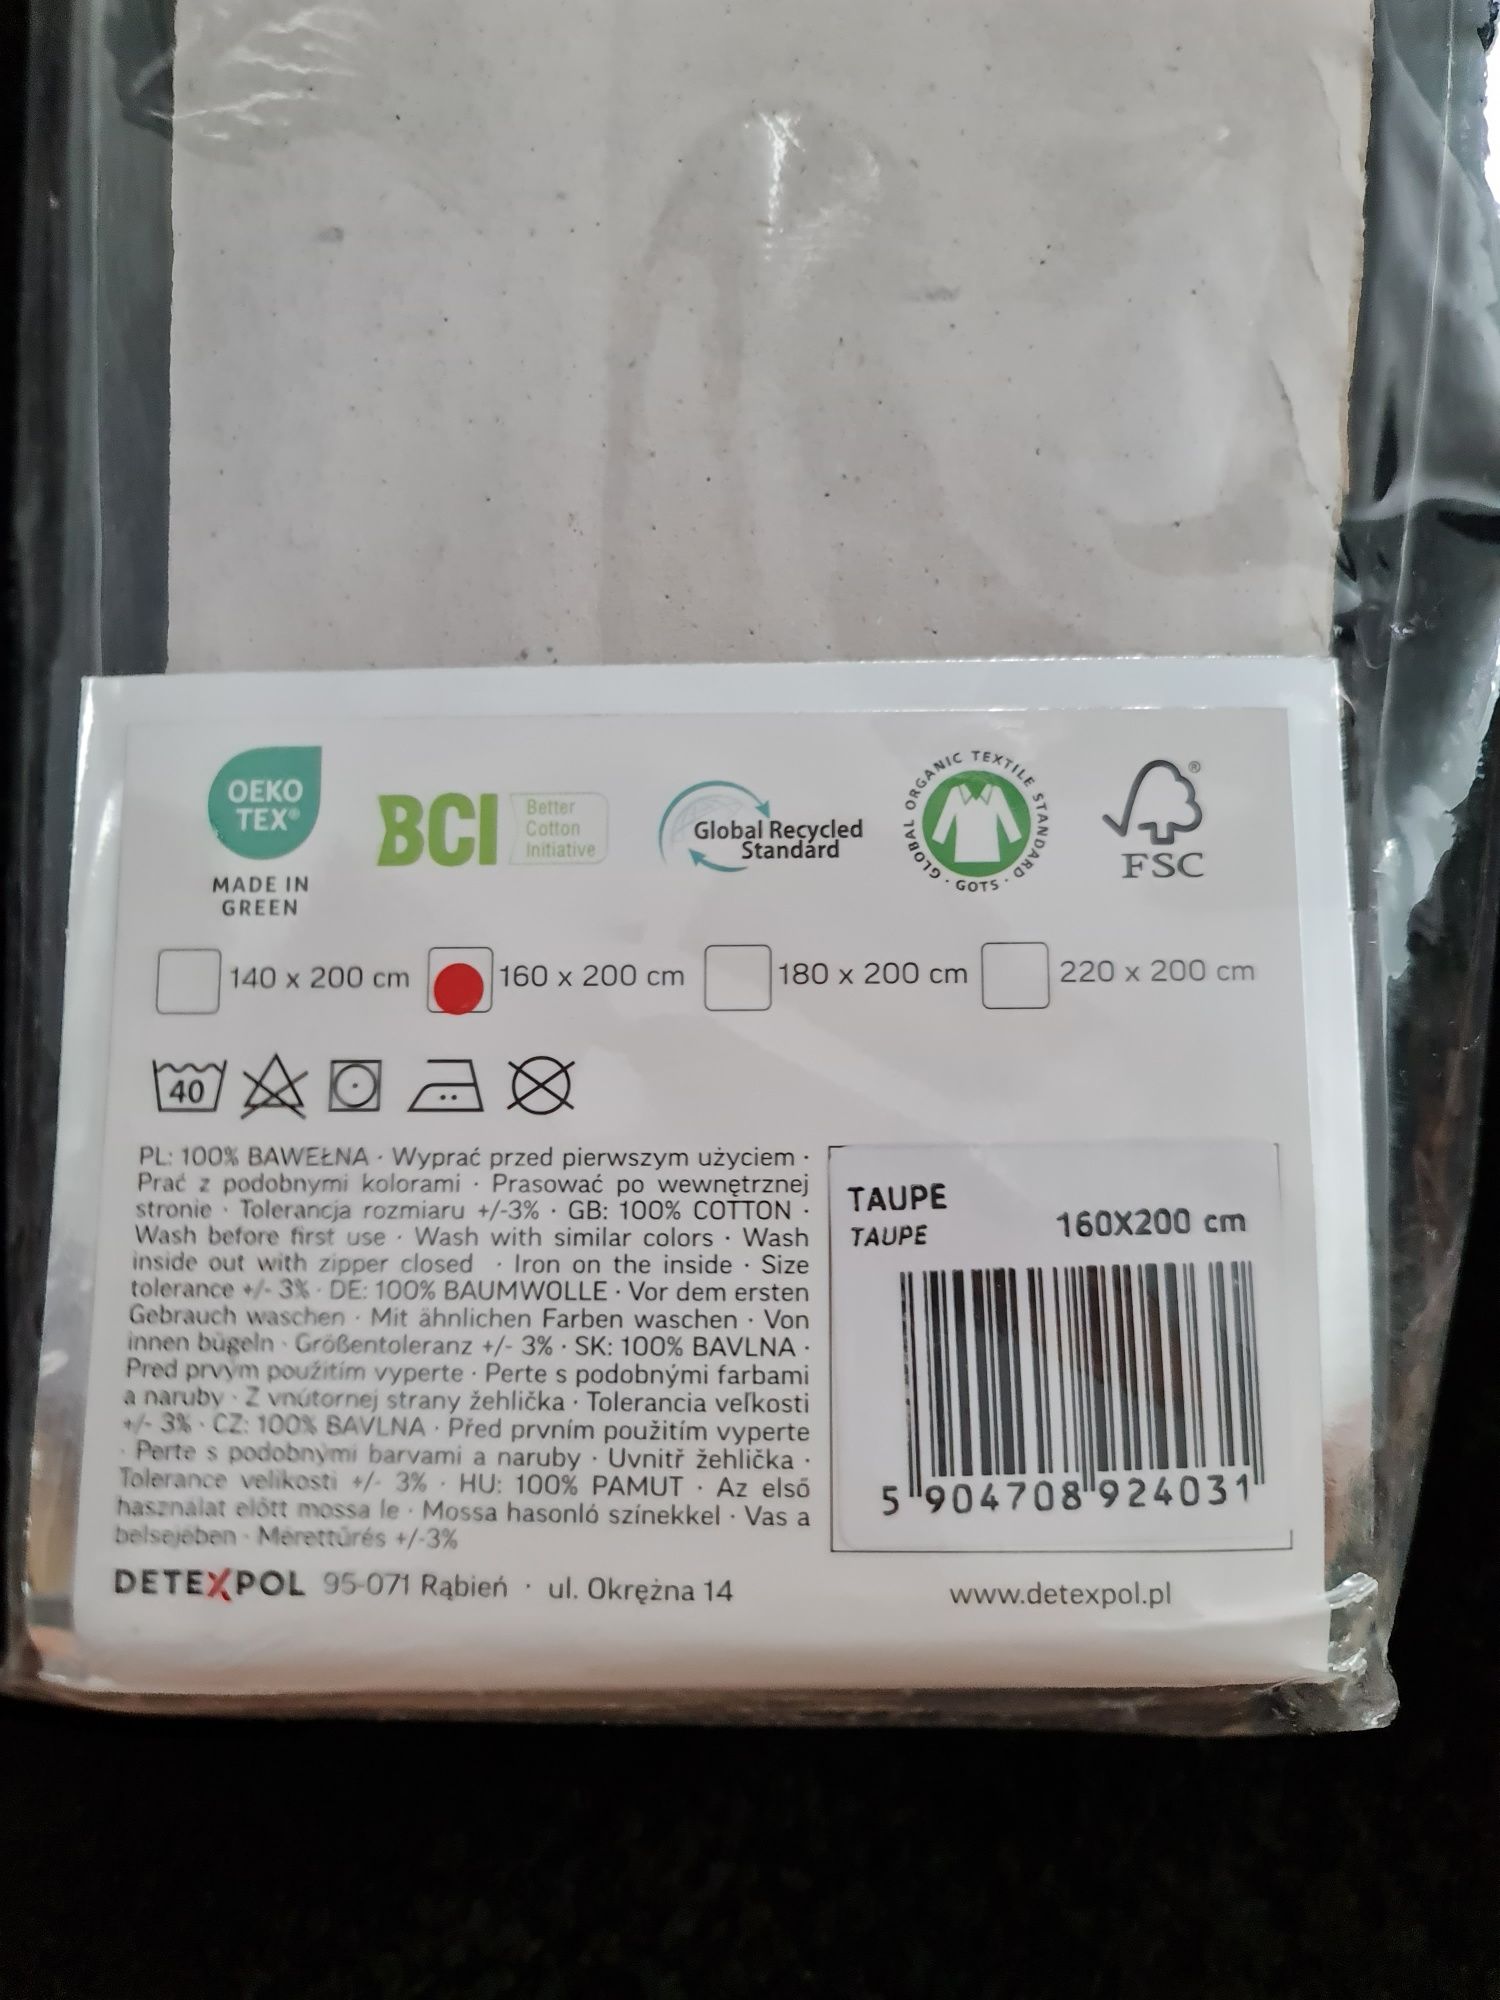 OEKO
TEX®
MADE IN
GREEN
BCI
Better
Cotton
Initiative
Global Recycled
Standard
GLOBAL ORGANIC TEXTILE STANDARD · GOTS ·
®
FSC
140 x 200 cm 160 x 200 cm 180 x 200 cm 220 x 200 cm
40
PL: 100% BAWEŁNA · Wyprać przed pierwszym użyciem ·
Prać z podobnymi kolorami · Prasować po wewnętrznej
stronie · Tolerancja rozmiaru +/-3% · GB: 100% COTTON ·
Wash before first use · Wash with similar colors · Wash
inside out with zipper closed · Iron on the inside · Size
tolerance +/- 3% · DE: 100% BAUMWOLLE · Vor dem ersten
Gebrauch waschen · Mit ähnlichen Farben waschen · Von
innen bügeln · Größentoleranz +/- 3% · SK: 100% BAVLNA ·
Pred prvým použitím vyperte · Perte s podobnými farbami
a naruby · Z vnútornej strany žehlička · Tolerancia veľkosti
+/- 3% · CZ: 100% BAVLNA · Před prvním použitím vyperte
· Perte s podobnými barvami a naruby · Uvnitř žehlička ·
Tolerance velikosti +/- 3% · HU: 100% PAMUT · Az első
használat előtt mossa le · Mossa hasonló színekkel · Vas a
belsejében · Mérettűrés +/-3%
TAUPE
TAUPE 160X200 cm
5 904708 924031
DETEXPOL 95-071 Rąbień · ul. Okrężna 14 www.detexpol.pl